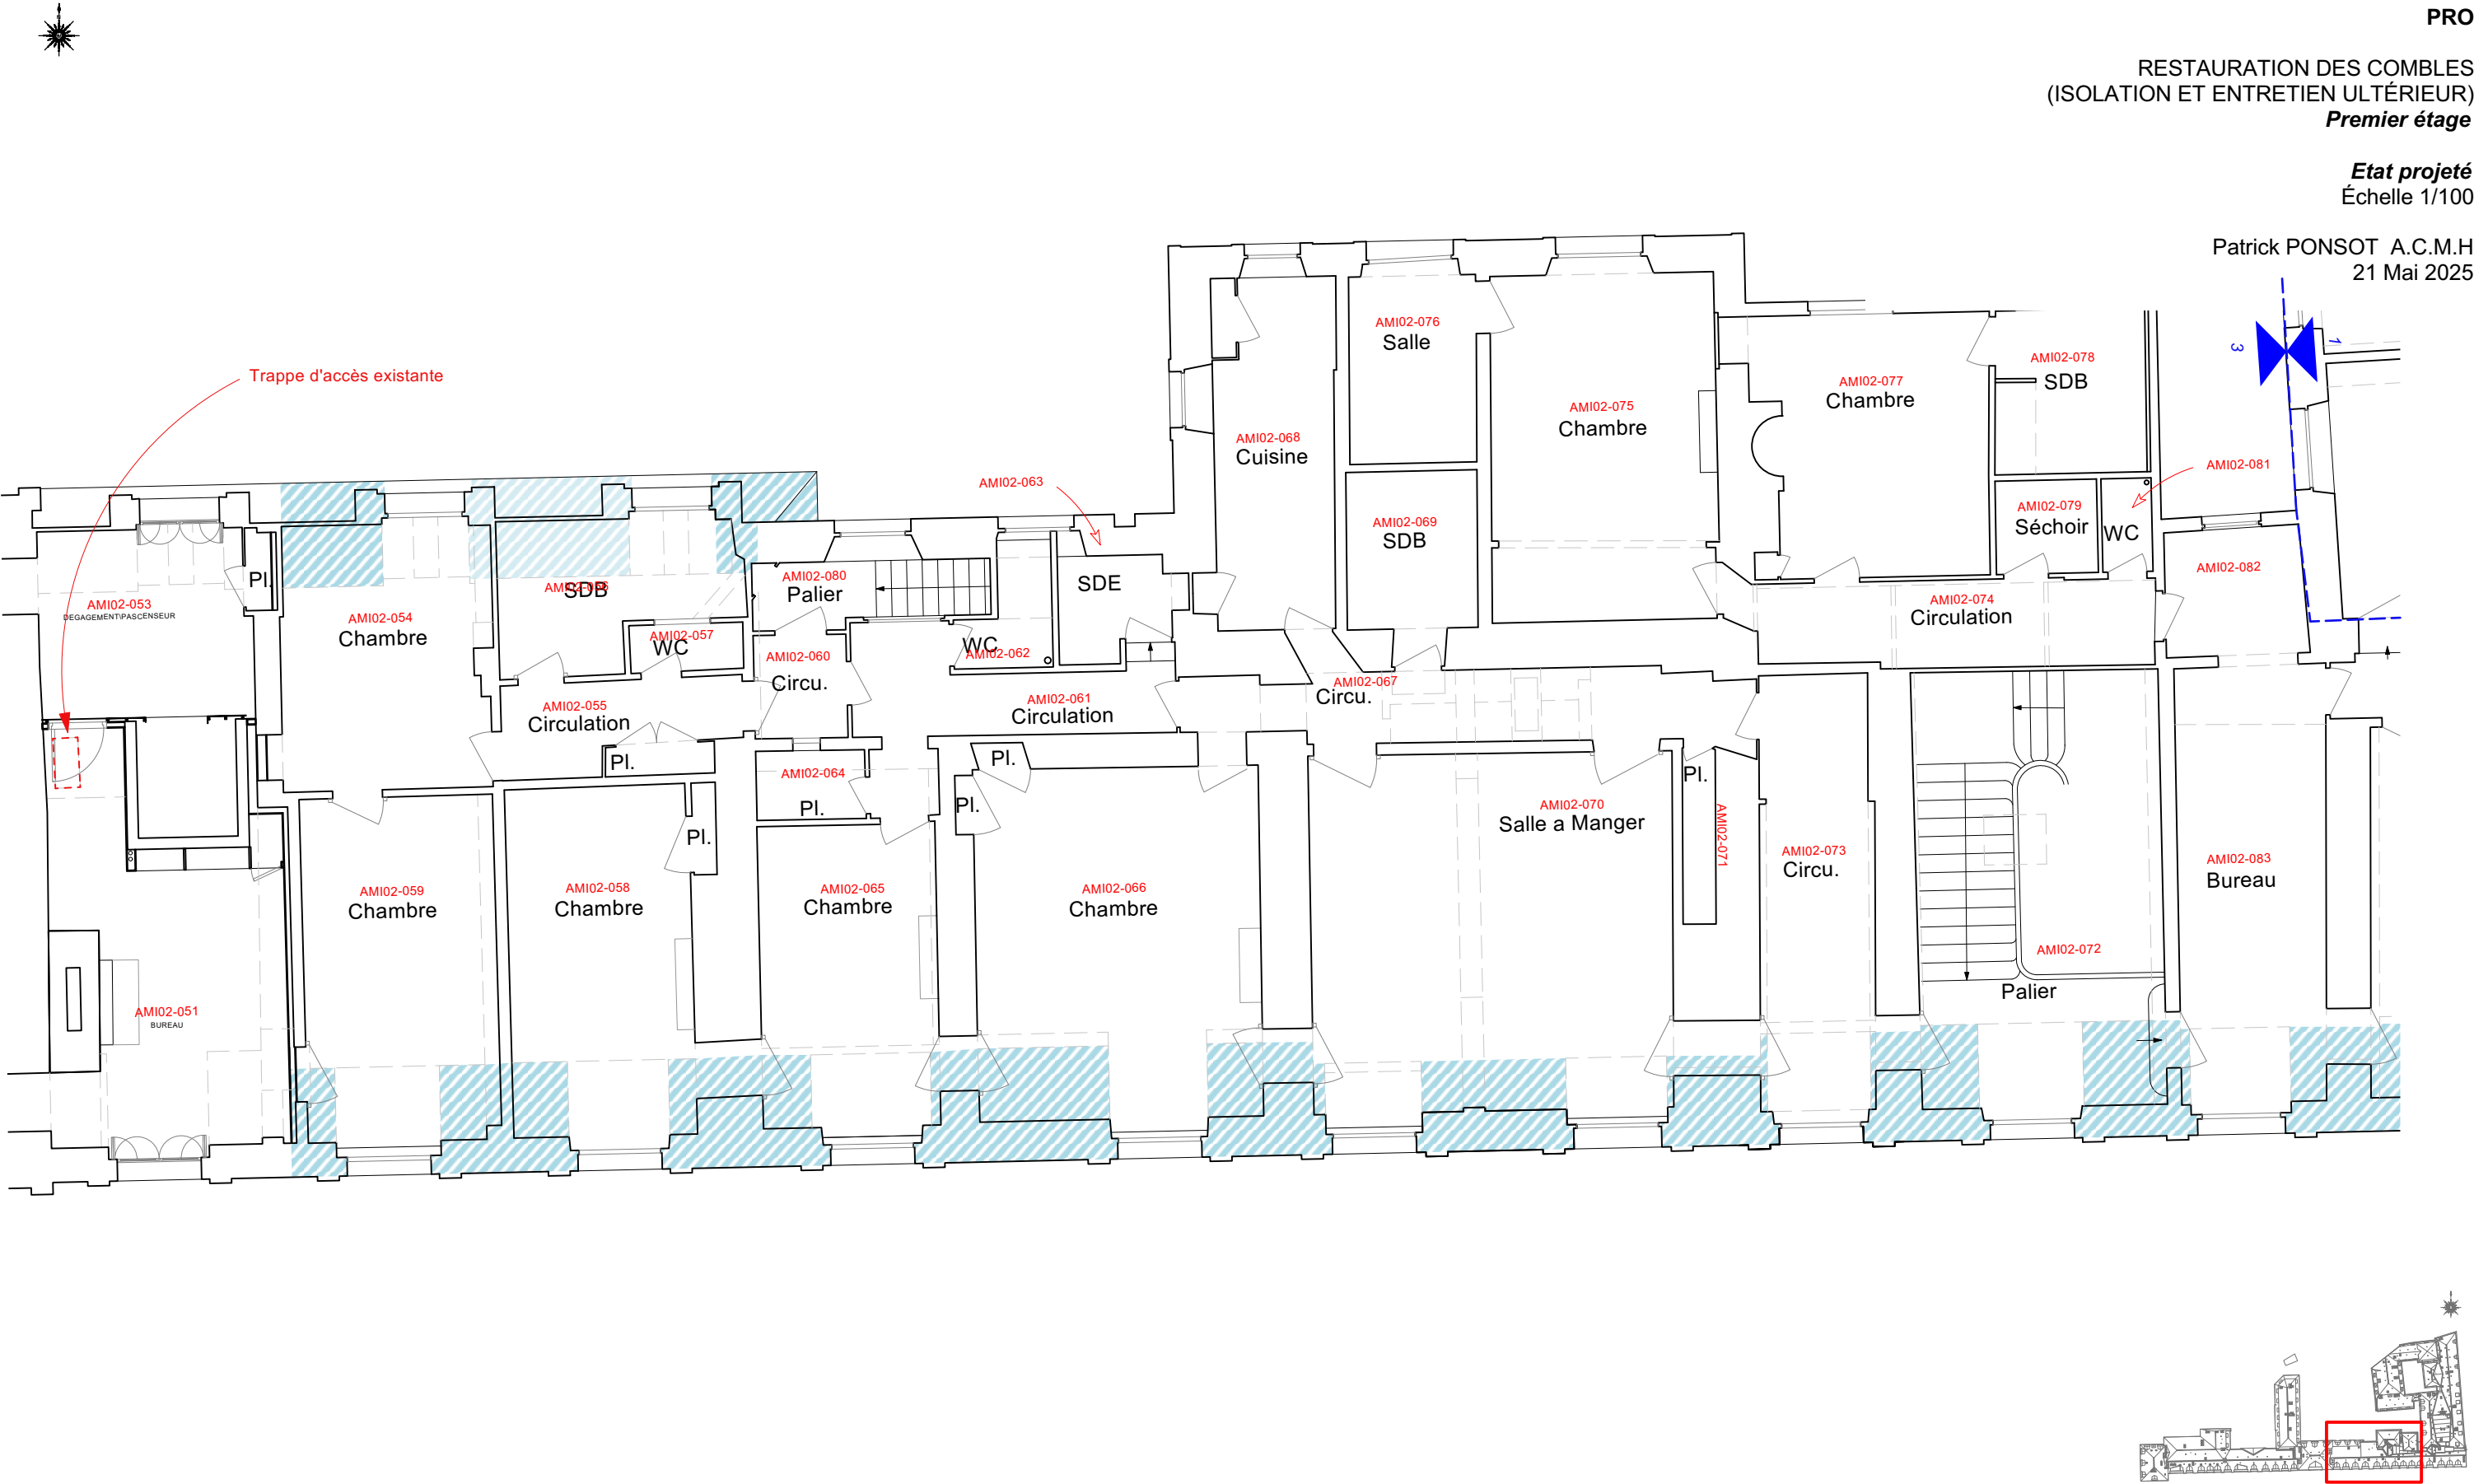 PRO
RESTAURATION DES COMBLES
(ISOLATION ET ENTRETIEN ULTÉRIEUR)
Premier étage
Etat projeté
Échelle 1/100
Patrick PONSOT A.C.M.H
21 Mai 2025
Trappe d'accès existante
3
1
AMI02-076
Salle
AMI02-078
SDB
AMI02-077
Chambre
AMI02-075
Chambre
AMI02-068
Cuisine
AMI02-081
AMI02-063
AMI02-079
Séchoir
WC
AMI02-069
SDB
AMI02-082
Pl.
AMI02-080
Palier
SDE
AMI02-056
SDB
AMI02-053
DEGAGEMENT\PASCENSEUR
AMI02-054
Chambre
AMI02-074
Circulation
AMI02-057
WC
WC
AMI02-062
AMI02-060
Circu.
AMI02-067
Circu.
AMI02-061
Circulation
AMI02-055
Circulation
Pl.
Pl.
AMI02-064
Pl.
Pl.
Pl.
Pl.
AMI02-071
AMI02-070
Salle a Manger
AMI02-073
Circu.
AMI02-083
Bureau
AMI02-059
Chambre
AMI02-058
Chambre
AMI02-065
Chambre
AMI02-066
Chambre
AMI02-072
Palier
AMI02-051
BUREAU